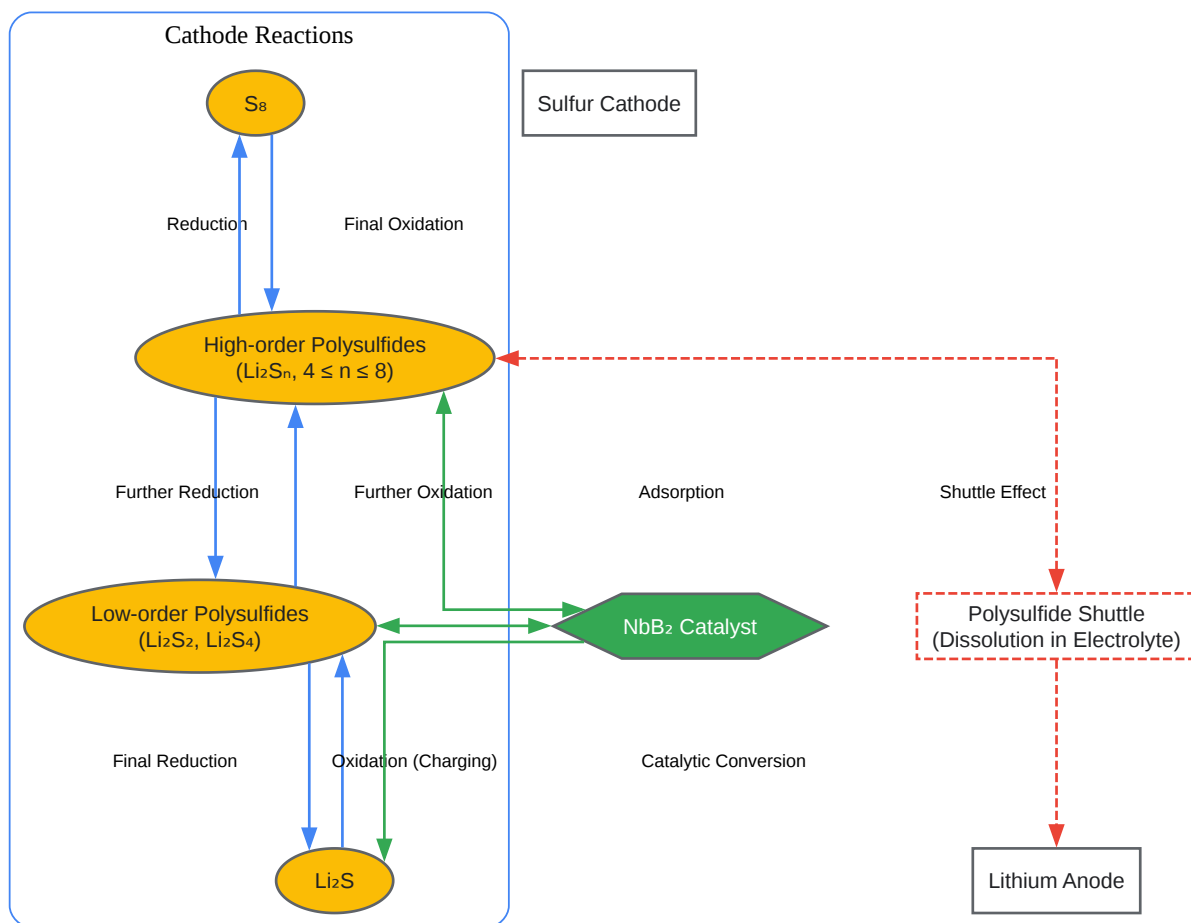 Cathode Reactions
S₈
Sulfur Cathode
Reduction
Final Oxidation
High-order Polysulfides
(Li₂Sₙ, 4 ≤ n ≤ 8)
Further Reduction
Further Oxidation
Adsorption
Shuttle Effect
Low-order Polysulfides
(Li₂S₂, Li₂S₄)
NbB₂ Catalyst
Polysulfide Shuttle
(Dissolution in Electrolyte)
Final Reduction
Oxidation (Charging)
Catalytic Conversion
Li₂S
Lithium Anode